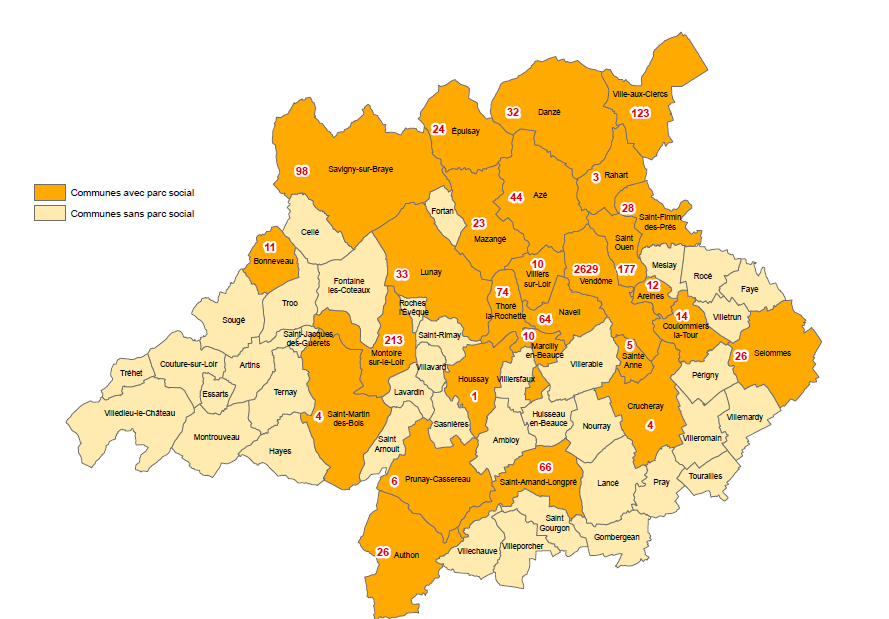 Ville-aux-Clercs
123
32
Danzé
24
Épuisay
98
Savigny-sur-Braye
3
Rahart
44
Azé
Communes avec parc social
Communes sans parc social
Fortan
28
Saint-Firmin
des-Prés
23
Mazangé
Cellé
Saint
Ouen
11
Bonneveau
33
Lunay
10
Villiers
sur-Loir
2629
Vendôme
177
Meslay
Rocé
Faye
Fontaine
les-Coteaux
12
Areines
74
Thoré
la-Rochette
Troo
Roches
l'Évêque
Naveil
64
14
Coulommiers
la-Tour
Villetrun
Sougé
Saint-Jacques
des-Guérets
213
Montoire
sur-le-Loir
Saint-Rimay
10
Marcilly
en-Beauce
5
Sainte
Anne
26
Selommes
Tréhet
Couture-sur-Loir
Artins
Villavard
Houssay
1
Villersfaux
Villerable
Périgny
Essarts
Ternay
Lavardin
Crucheray
4
Villedieu-le-Château
4
Saint-Martin
des-Bois
Huisseau
en-Beauce
Villemardy
Sasnières
Nourray
Montrouveau
Hayes
Saint
Arnoult
Ambloy
Villeromain
66
Saint-Amand-Longpré
6
Prunay-Cassereau
Lancé
Pray
Tourailles
Saint
Gourgon
Gombergean
26
Authon
Villechauve
Villeporcher